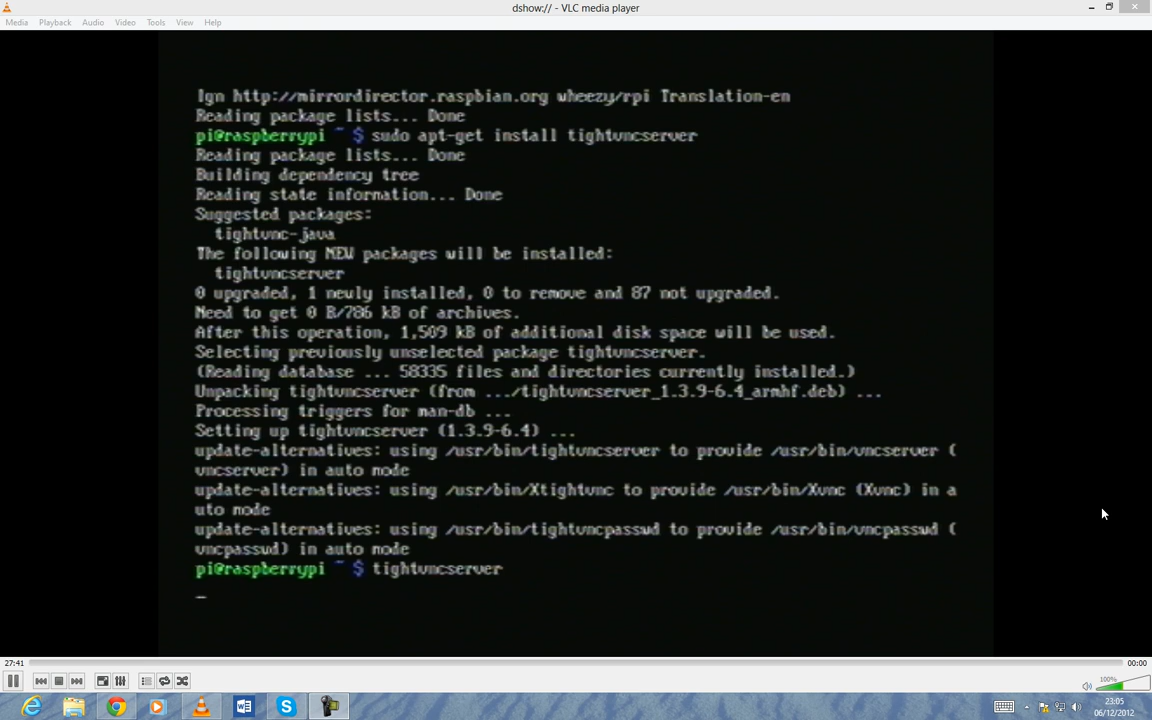 dshow:// - VLC media player
Media Playback Audio Video Tools View Help
Ign http://mirrordirector.raspbian.org wheezy/rpi Translation-en
Reading package lists... Done
pi@raspberrypi ~ $ sudo apt-get install tightvncserver
Reading package lists... Done
Building dependency tree
Reading state information... Done
Suggested packages:
tightvnc-java
The following NEW packages will be installed:
tightvncserver
0 upgraded, 1 newly installed, 0 to remove and 87 not upgraded.
Need to get 0 B/786 kB of archives.
After this operation, 1,509 kB of additional disk space will be used.
Selecting previously unselected package tightvncserver.
(Reading database ... 58335 files and directories currently installed.)
Unpacking tightvncserver (from .../tightvncserver_1.3.9-6.4_armhf.deb) ...
Processing triggers for man-db ...
Setting up tightvncserver (1.3.9-6.4) ...
update-alternatives: using /usr/bin/tightvncserver to provide /usr/bin/vncserver (
vncserver) in auto mode
update-alternatives: using /usr/bin/Xtightvnc to provide /usr/bin/Xvnc (Xvnc) in a
uto mode
update-alternatives: using /usr/bin/tightvncpasswd to provide /usr/bin/vncpasswd (
vncpasswd) in auto mode
pi@raspberrypi ~ $ tightvncserver
_
27:41 00:00
100%
23:05
06/12/2012